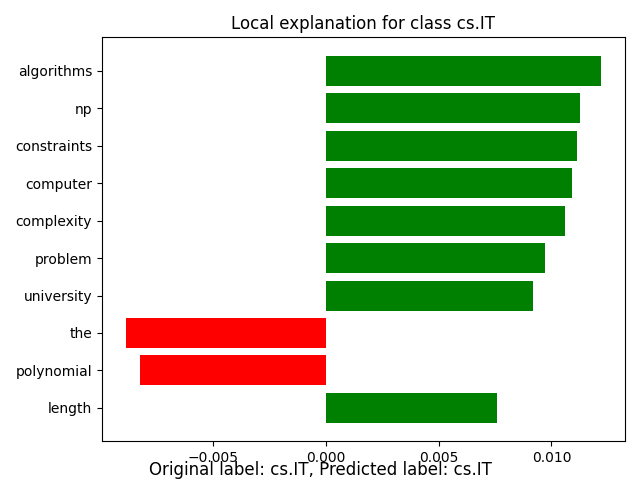 Local explanation for class cs.IT
algorithms
np
constraints
computer
complexity
problem
university
the
polynomial
length
−0.005 0.000 0.005 0.010
Original label: cs.IT, Predicted label: cs.IT